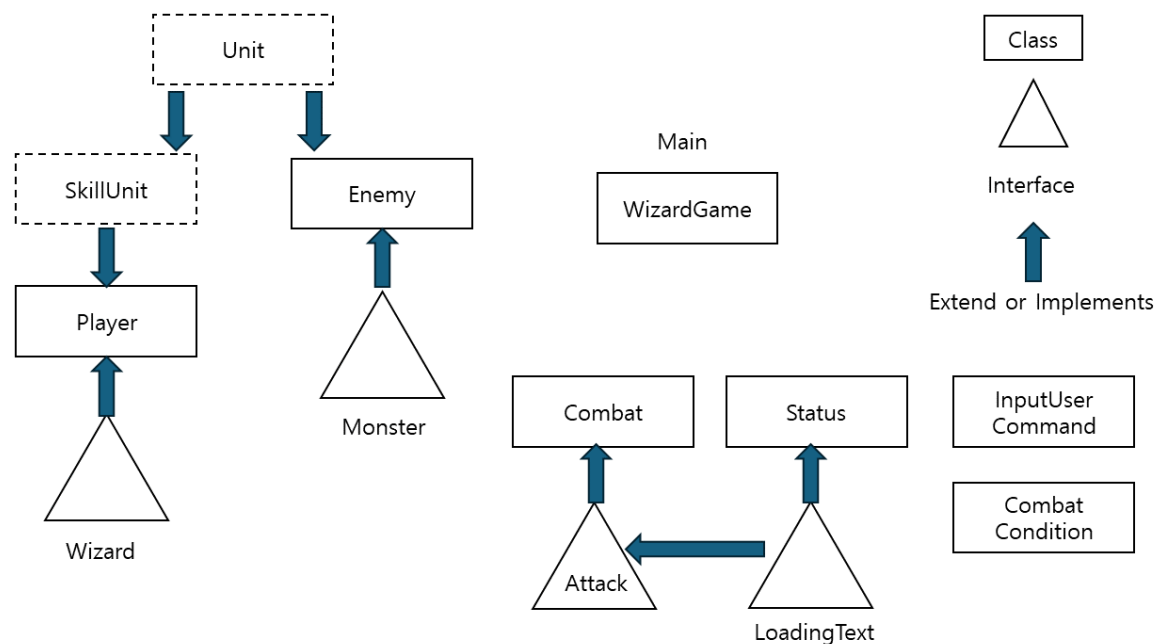 Unit
Class
SkillUnit
Enemy
Main
WizardGame
Interface
Player
Extend or Implements
Monster
Combat
Status
InputUser
Command
Wizard
Attack
LoadingText
Combat
Condition